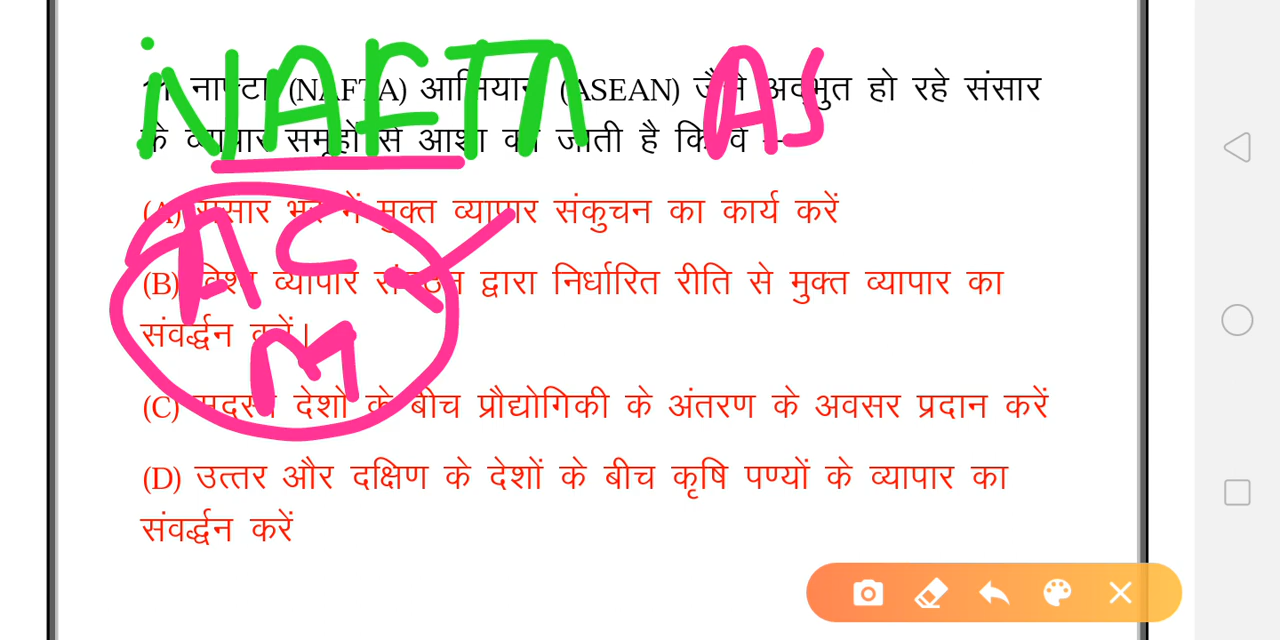 NAFTA AS
नाफ्टा (NAFTA) आसियान (ASEAN) जैसे अद्भुत हो रहे संसार
के व्यापार समूहों से आशा की जाती है कि वे –
(A) संसार भर में मुक्त व्यापार संकुचन का कार्य करें
(B) विश्व व्यापार संगठन द्वारा निर्धारित रीति से मुक्त व्यापार का
संवर्द्धन करें।
(C) सदस्य देशों के बीच प्रौद्योगिकी के अंतरण के अवसर प्रदान करें
(D) उत्तर और दक्षिण के देशों के बीच कृषि पण्यों के व्यापार का
संवर्द्धन करें
A C
M